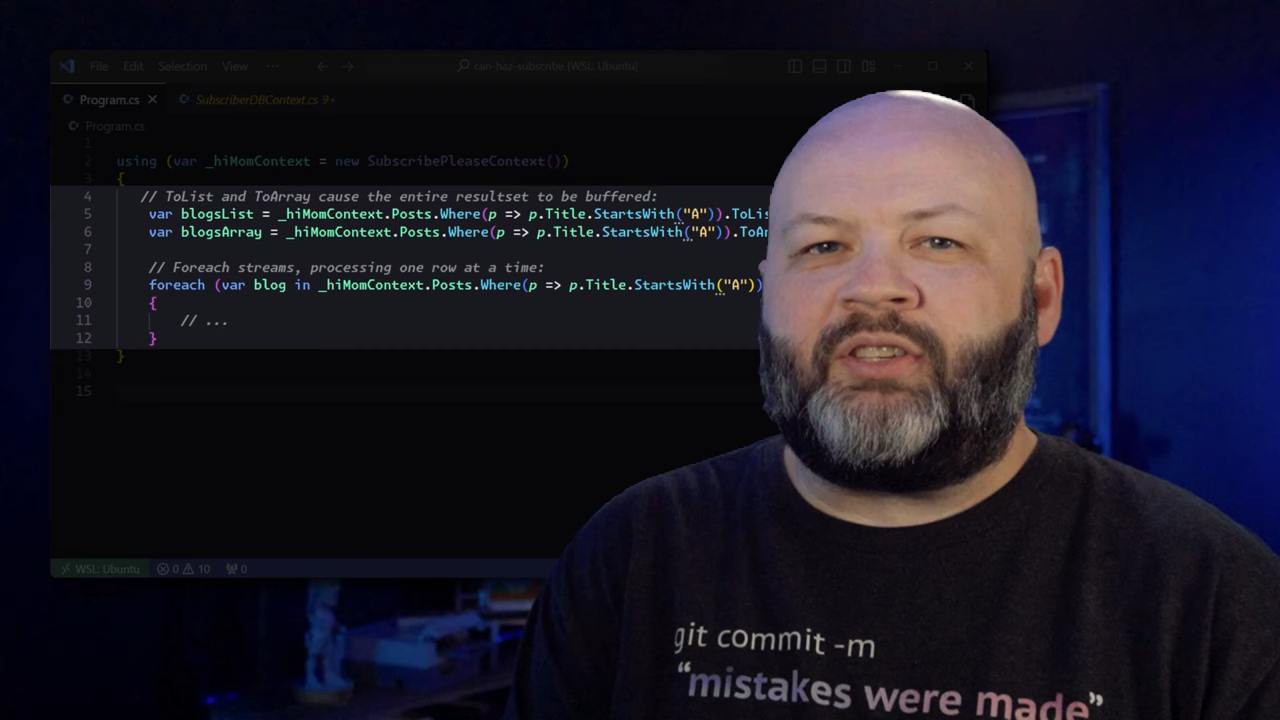 File Edit Selection View ··· can-haz-subscribe [WSL: Ubuntu]
Program.cs SubscriberDBContext.cs 9+
Program.cs
1
2 using (var _hiMomContext = new SubscribePleaseContext())
3 {
4 // ToList and ToArray cause the entire resultset to be buffered:
5 var blogsList = _hiMomContext.Posts.Where(p => p.Title.StartsWith("A")).ToLis
6 var blogsArray = _hiMomContext.Posts.Where(p => p.Title.StartsWith("A")).ToAr
7
8 // Foreach streams, processing one row at a time:
9 foreach (var blog in _hiMomContext.Posts.Where(p => p.Title.StartsWith("A"))
10 {
11 // ...
12 }
13 }
14
15
WSL: Ubuntu 0 10 0
git commit -m
"mistakes were made"